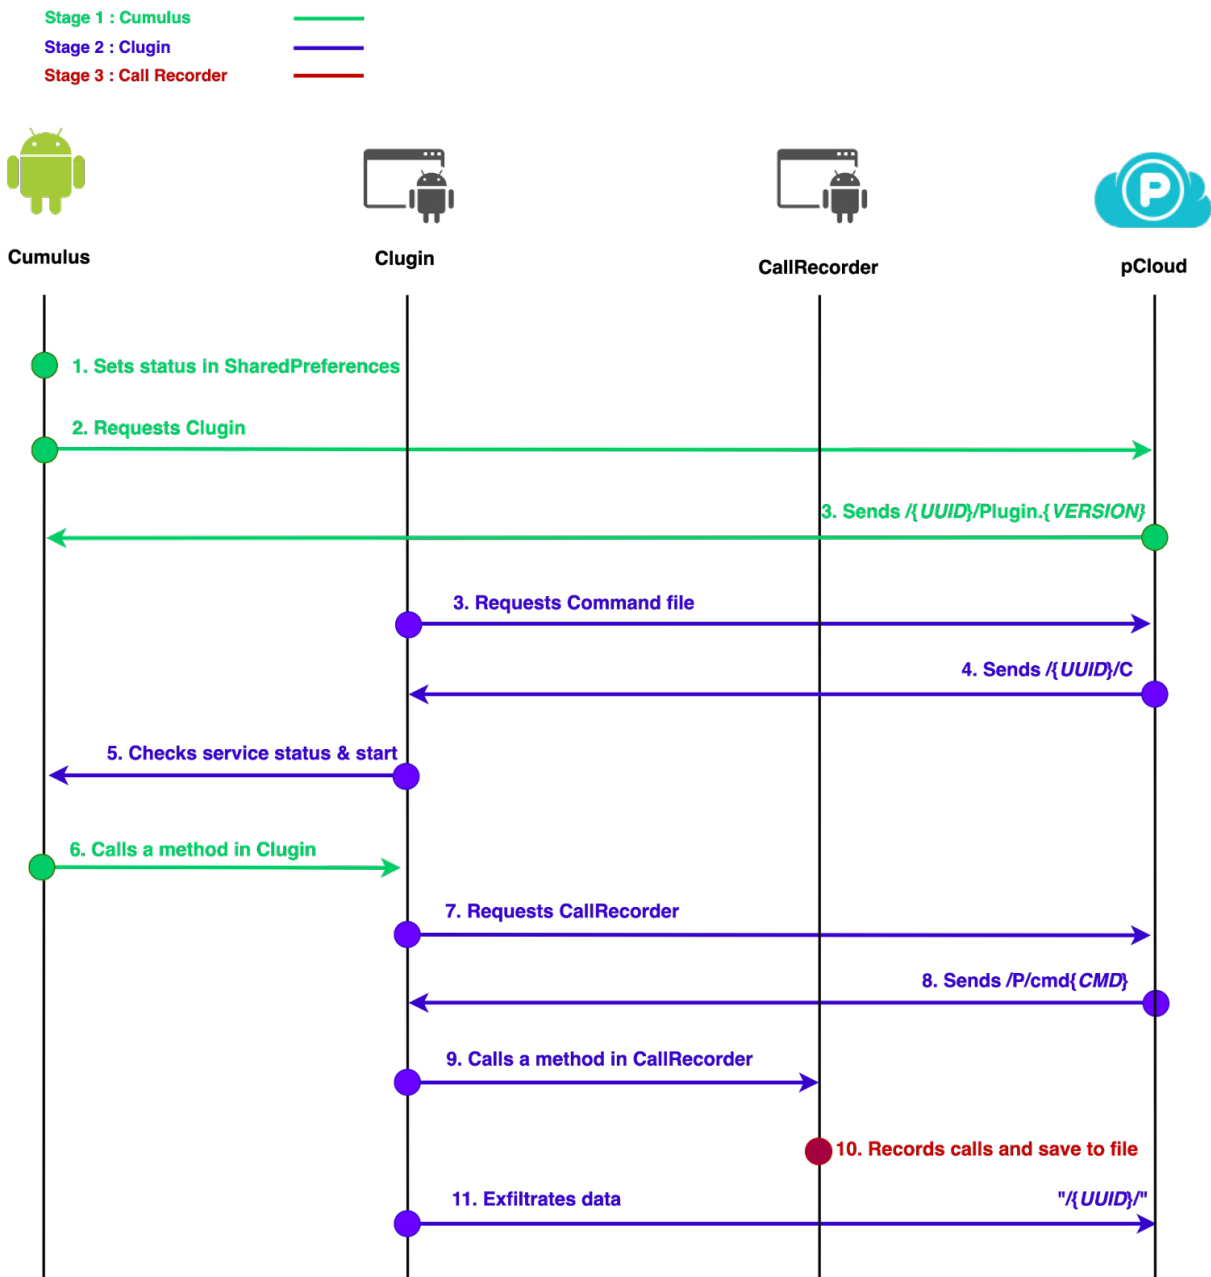 Stage 1 : Cumulus
Stage 2 : Clugin
Stage 3 : Call Recorder
P
Cumulus
Clugin
CallRecorder
pCloud
1. Sets status in SharedPreferences
2. Requests Clugin
3. Sends /{UUID}/Plugin.{VERSION}
3. Requests Command file
4. Sends /{UUID}/C
5. Checks service status & start
6. Calls a method in Clugin
7. Requests CallRecorder
8. Sends /P/cmd{CMD}
9. Calls a method in CallRecorder
10. Records calls and save to file
11. Exfiltrates data "/{UUID}/"